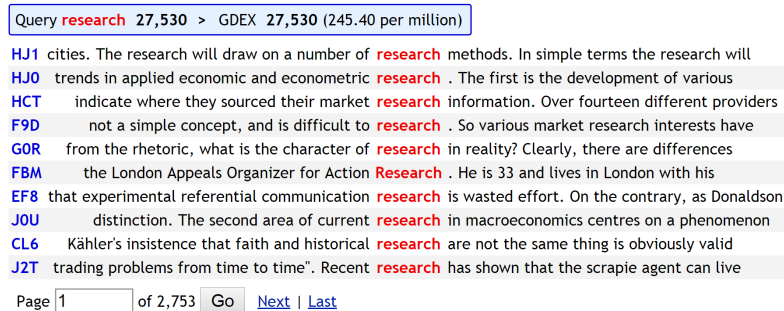 Query research 27,530 > GDEX 27,530 (245.40 per million)
HJ1 cities. The research will draw on a number of research methods. In simple terms the research will
HJ0 trends in applied economic and econometric research . The first is the development of various
HCT indicate where they sourced their market research information. Over fourteen different providers
F9D not a simple concept, and is difficult to research . So various market research interests have
G0R from the rhetoric, what is the character of research in reality? Clearly, there are differences
FBM the London Appeals Organizer for Action Research . He is 33 and lives in London with his
EF8 that experimental referential communication research is wasted effort. On the contrary, as Donaldson
J0U distinction. The second area of current research in macroeconomics centres on a phenomenon
CL6 Kähler's insistence that faith and historical research are not the same thing is obviously valid
J2T trading problems from time to time". Recent research has shown that the scrapie agent can live
Page 1 of 2,753 Go Next | Last